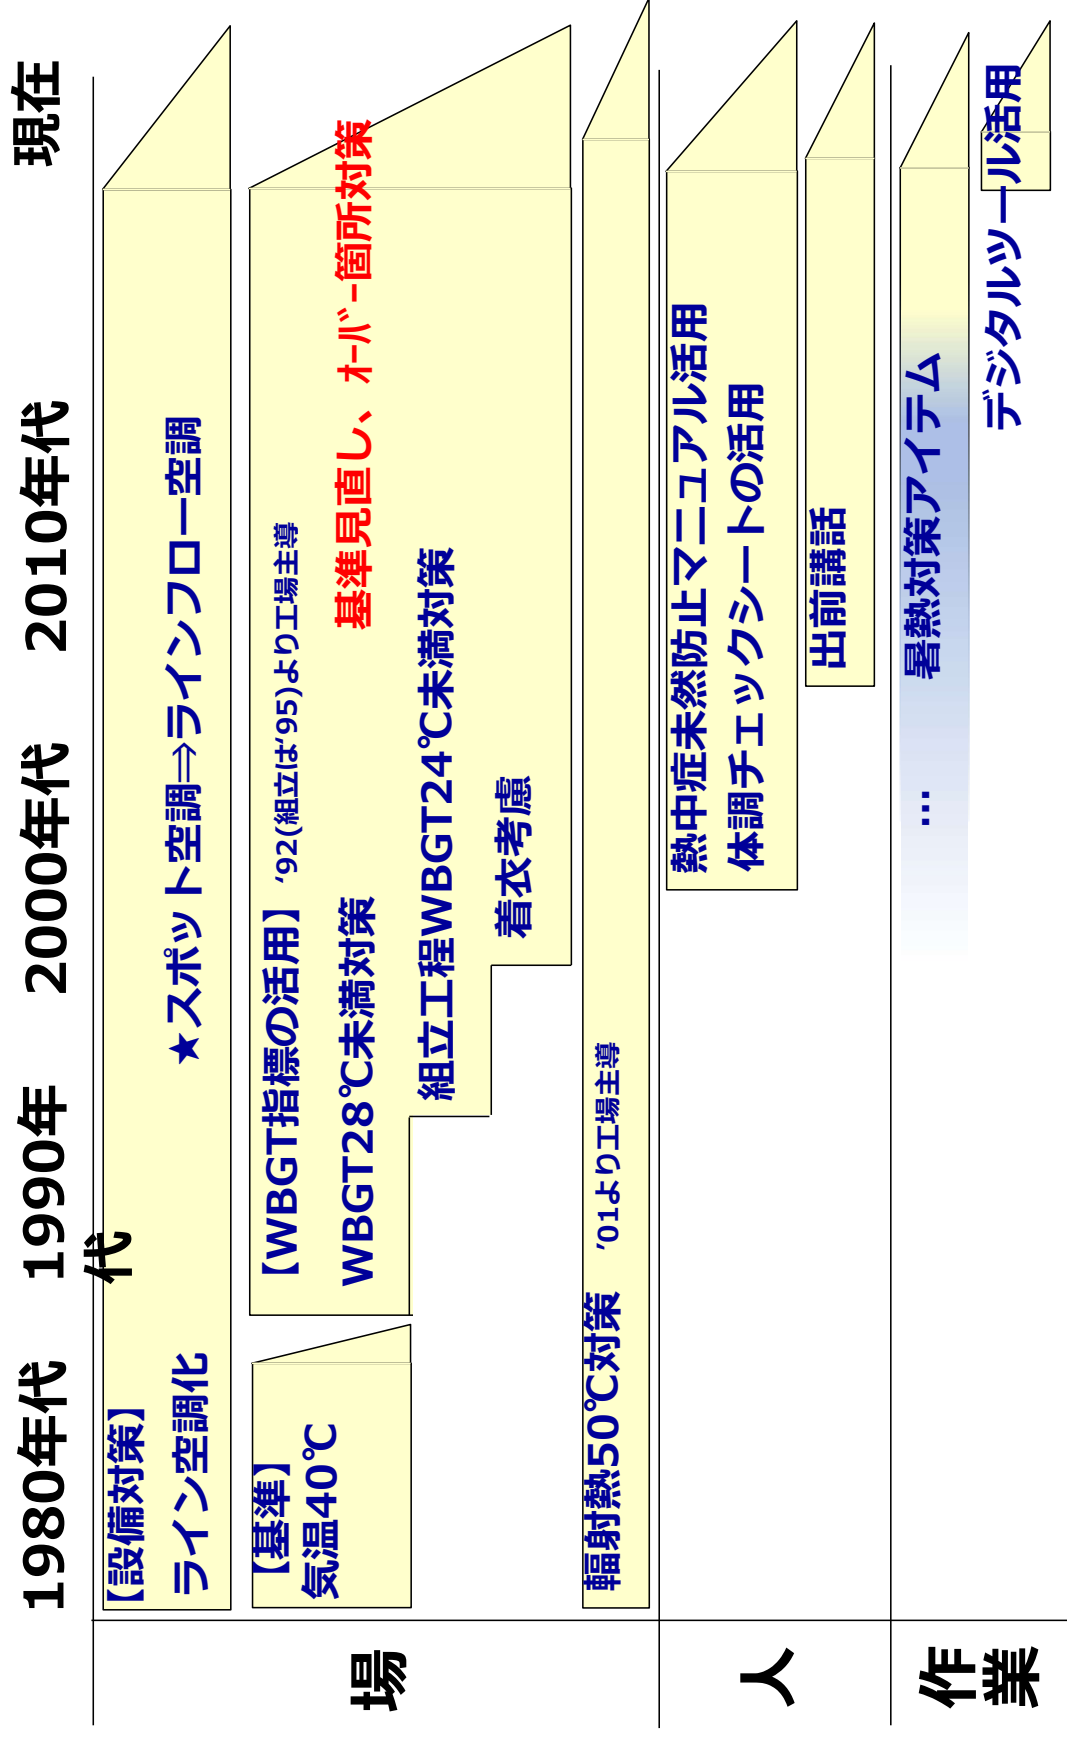 1980年代
1990年
代
2000年代
2010年代
現在
場
【設備対策】
ライン空調化
★スポット空調⇒ラインフロー空調
【基準】
気温40℃
【WBGT指標の活用】 ’92(組立は’95)より工場主導
WBGT28℃未満対策
基準見直し、ｵｰﾊﾞｰ箇所対策
組立工程WBGT24℃未満対策
着衣考慮
輻射熱50℃対策 ’01より工場主導
人
熱中症未然防止マニュアル活用
体調チェックシートの活用
出前講話
作
業
… 暑熱対策アイテム
デジタルツール活用